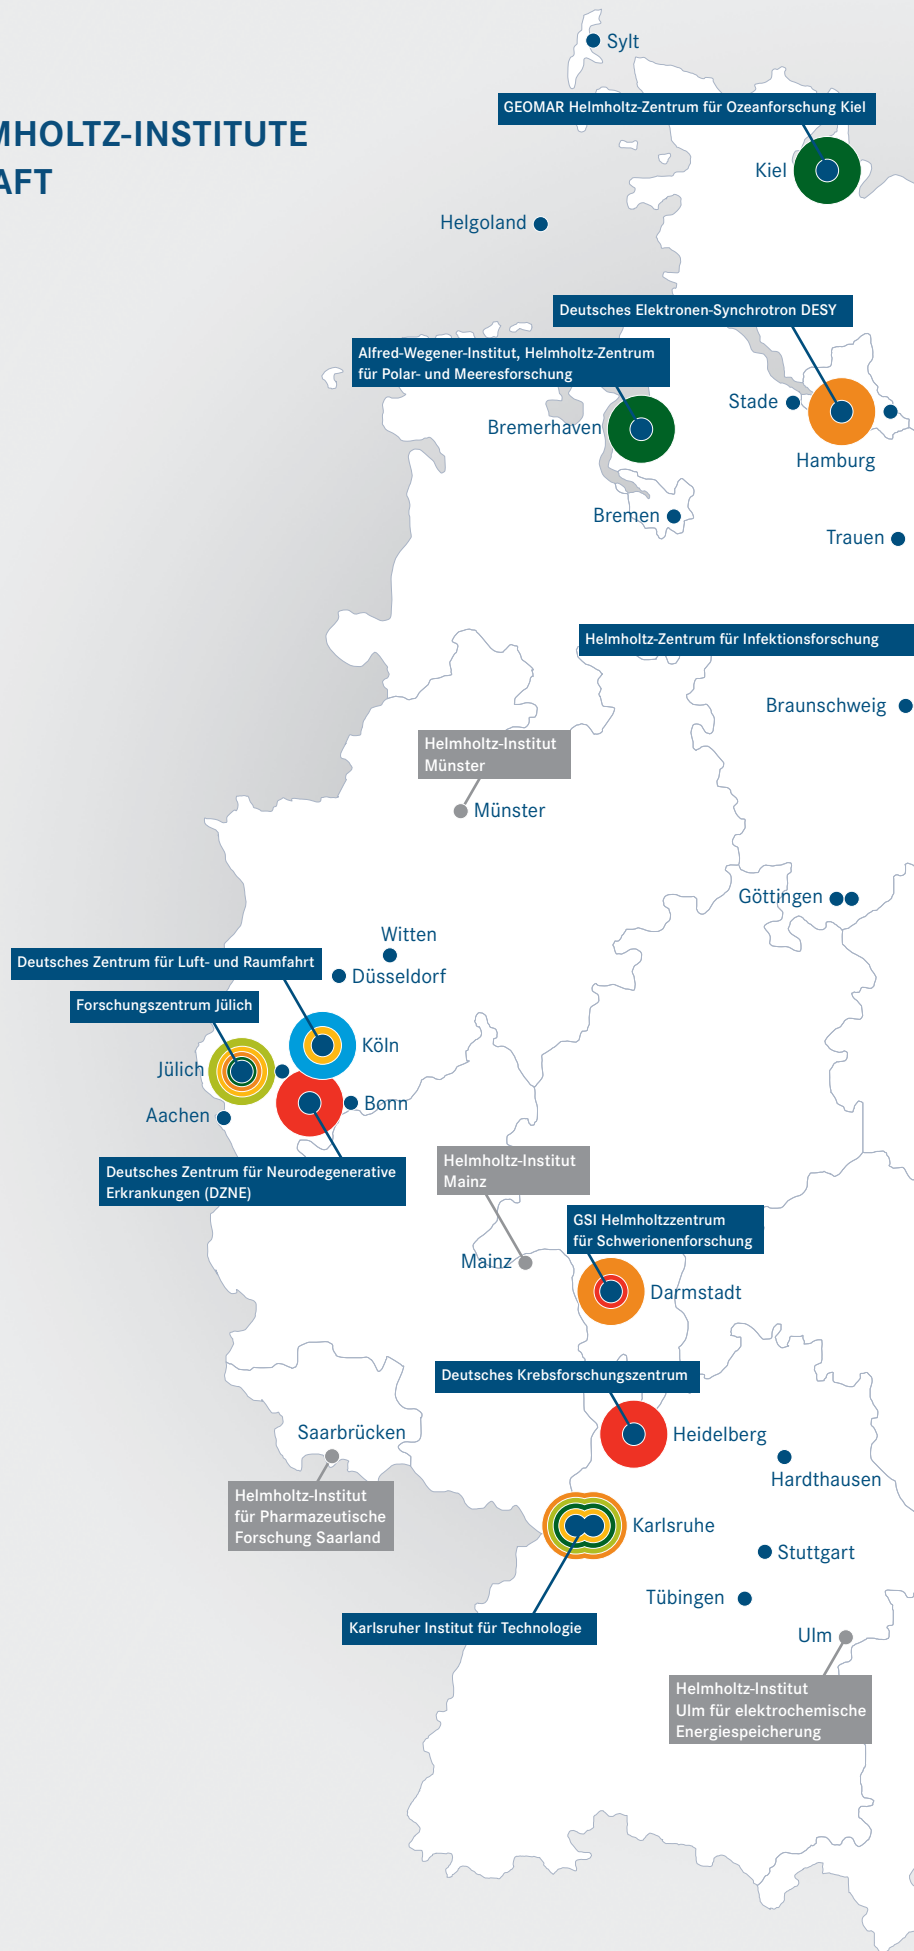 Sylt
GEOMAR Helmholtz-Zentrum für Ozeanforschung Kiel
MHOLTZ-INSTITUTE
AFT
Kiel
Helgoland
Deutsches Elektronen-Synchrotron DESY
Alfred-Wegener-Institut, Helmholtz-Zentrum
für Polar- und Meeresforschung
Stade
Bremerhaven
Hamburg
Bremen
Trauen
Helmholtz-Zentrum für Infektionsforschung
Braunschweig
Helmholtz-Institut
Münster
Münster
Göttingen
Witten
Deutsches Zentrum für Luft- und Raumfahrt
Düsseldorf
Forschungszentrum Jülich
Köln
Jülich
Bonn
Aachen
Deutsches Zentrum für Neurodegenerative
Erkrankungen (DZNE)
Helmholtz-Institut
Mainz
GSI Helmholtzzentrum
für Schwerionenforschung
Mainz
Darmstadt
Deutsches Krebsforschungszentrum
Saarbrücken
Heidelberg
Hardthausen
Helmholtz-Institut
für Pharmazeutische
Forschung Saarland
Karlsruhe
Stuttgart
Tübingen
Karlsruher Institut für Technologie
Ulm
Helmholtz-Institut
Ulm für elektrochemische
Energiespeicherung